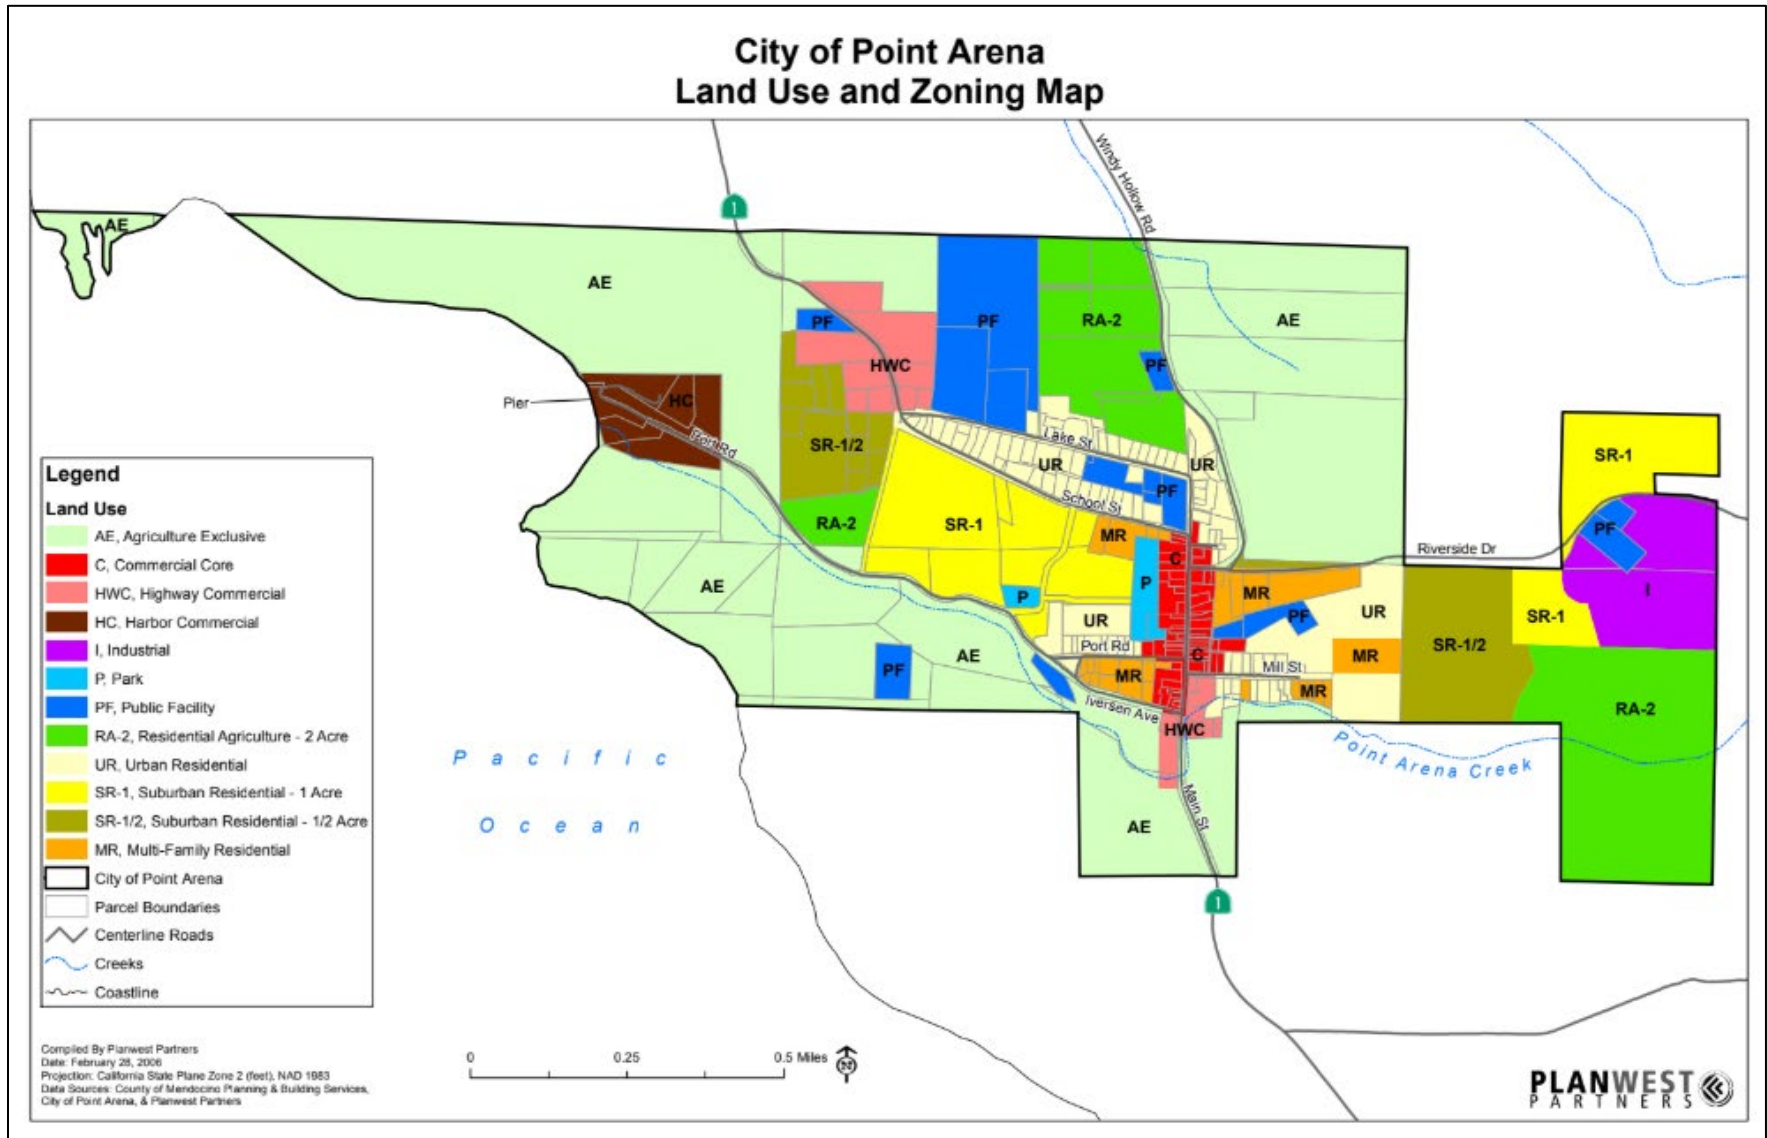 City of Point Arena
Land Use and Zoning Map
Windy Hollow Rd
1
AE
AE
PF
PF
RA-2
AE
HWC
PF
Pier
HC
Port Rd
SR-1/2
Lake St
UR
UR
SR-1
PF
School St
RA-2
SR-1
MR
C
PF
Riverside Dr
AE
P
P
MR
I
UR
PF
UR
SR-1
SR-1/2
Port Rd
C
AE
PF
MR
Mill St
MR
MR
Iversen Ave
RA-2
HWC
Point Arena Creek
Pacific
Ocean
Main St
AE
1
Legend
Land Use
AE, Agriculture Exclusive
C, Commercial Core
HWC, Highway Commercial
HC, Harbor Commercial
I, Industrial
P, Park
PF, Public Facility
RA-2, Residential Agriculture - 2 Acre
UR, Urban Residential
SR-1, Suburban Residential - 1 Acre
SR-1/2, Suburban Residential - 1/2 Acre
MR, Multi-Family Residential
City of Point Arena
Parcel Boundaries
Centerline Roads
Creeks
Coastline
Compiled By Planwest Partners
Date: February 28, 2006
Projection: California State Plane Zone 2 (feet), NAD 1983
Data Sources: County of Mendocino Planning & Building Services,
City of Point Arena, & Planwest Partners
0 0.25 0.5 Miles
N
PLANWEST
PARTNERS